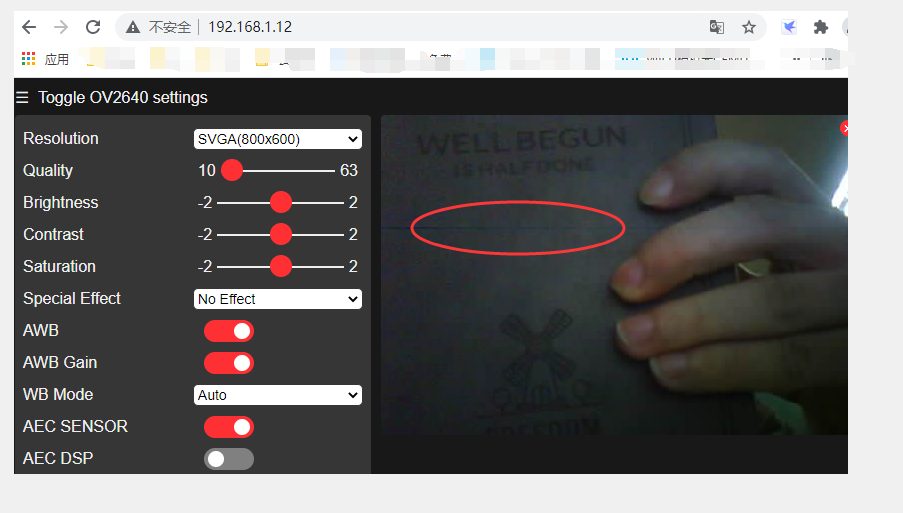 不安全 192.168.1.12
应用
☰ Toggle OV2640 settings
Resolution SVGA(800x600)
Quality 10 63
Brightness -2 2
Contrast -2 2
Saturation -2 2
Special Effect No Effect
AWB
AWB Gain
WB Mode Auto
AEC SENSOR
AEC DSP
WELL BEGUN
IS HALF DONE
FREEDOM